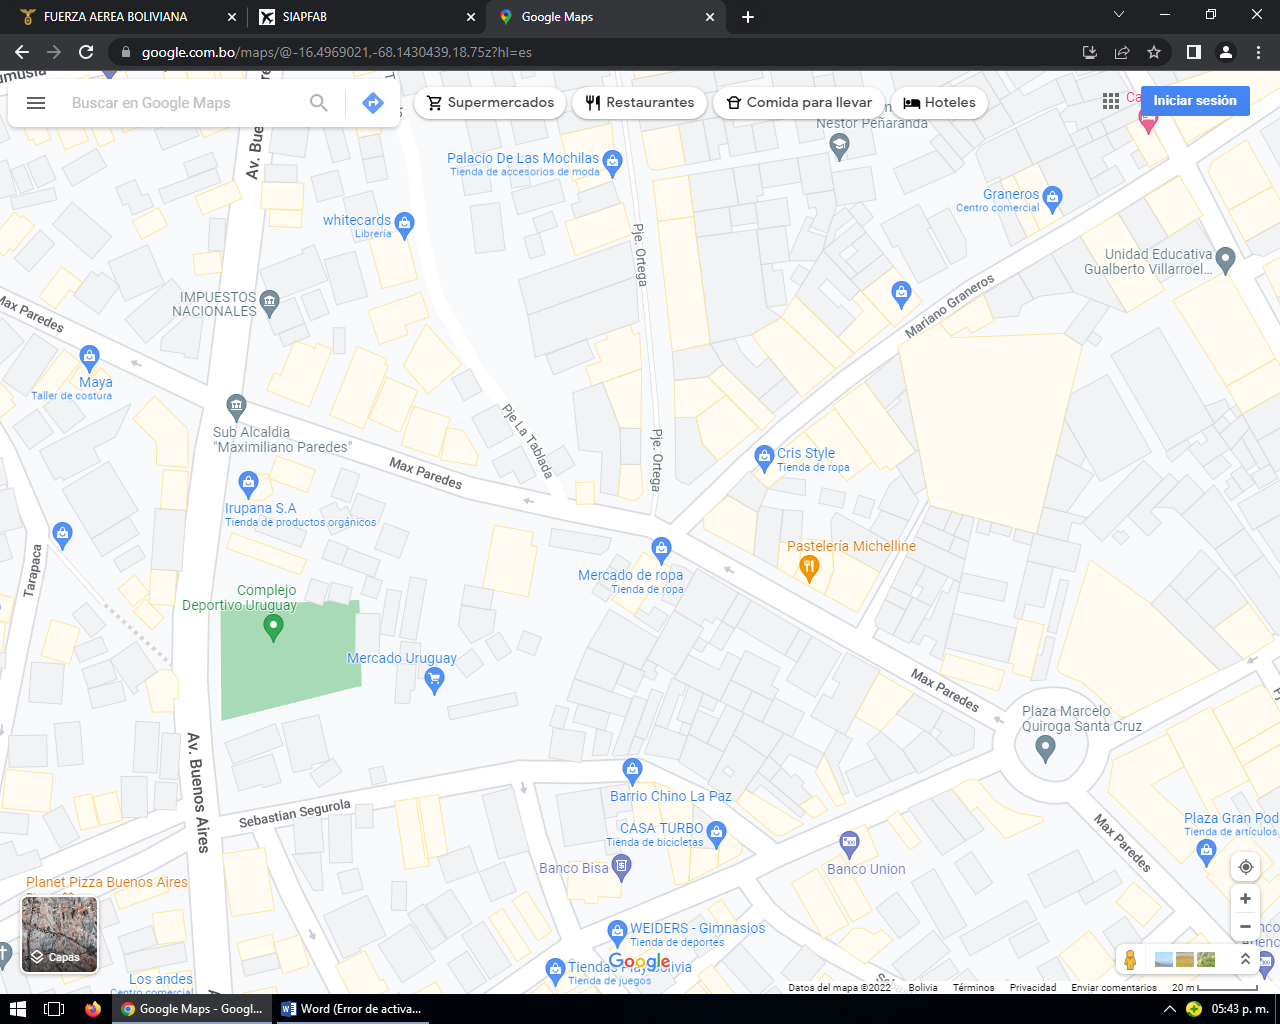 FUERZA AEREA BOLIVIANA
SIAPFAB
Google Maps
google.com.bo/maps/@-16.4969021,-68.1430439,18.75z?hl=es
Buscar en Google Maps
Supermercados
Restaurantes
Comida para llevar
Hoteles
Iniciar sesión
Av. Bue
Nestor Peñaranda
Palacio De Las Mochilas
Tienda de accesorios de moda
Graneros
Centro comercial
whitecards
Librería
Pje. Ortega
Unidad Educativa
Gualberto Villarroel...
IMPUESTOS
NACIONALES
Max Paredes
Mariano Graneros
Maya
Taller de costura
Sub Alcaldia
"Maximiliano Paredes"
Pje La Tablada
Pje. Ortega
Max Paredes
Cris Style
Tienda de ropa
Irupana S.A
Tienda de productos orgánicos
Tarapaca
Pastelería Michelline
Mercado de ropa
Tienda de ropa
Complejo
Deportivo Uruguay
Mercado Uruguay
Max Paredes
Plaza Marcelo
Quiroga Santa Cruz
Av. Buenos Aires
Sebastian Segurola
Barrio Chino La Paz
CASA TURBO
Tienda de bicicletas
Plaza Gran Pod
Tienda de artículos
Max Paredes
Banco Bisa
Banco Union
Planet Pizza Buenos Aires
WEIDERS - Gimnasios
Tienda de deportes
Capas
Google
Tiendas Play Bolivia
Tienda de juegos
Los andes
Centro comercial
Datos del mapa ©2022
Bolivia
Términos
Privacidad
Enviar comentarios
20 m
Google Maps - Googl...
Word (Error de activa...
05:43 p. m.